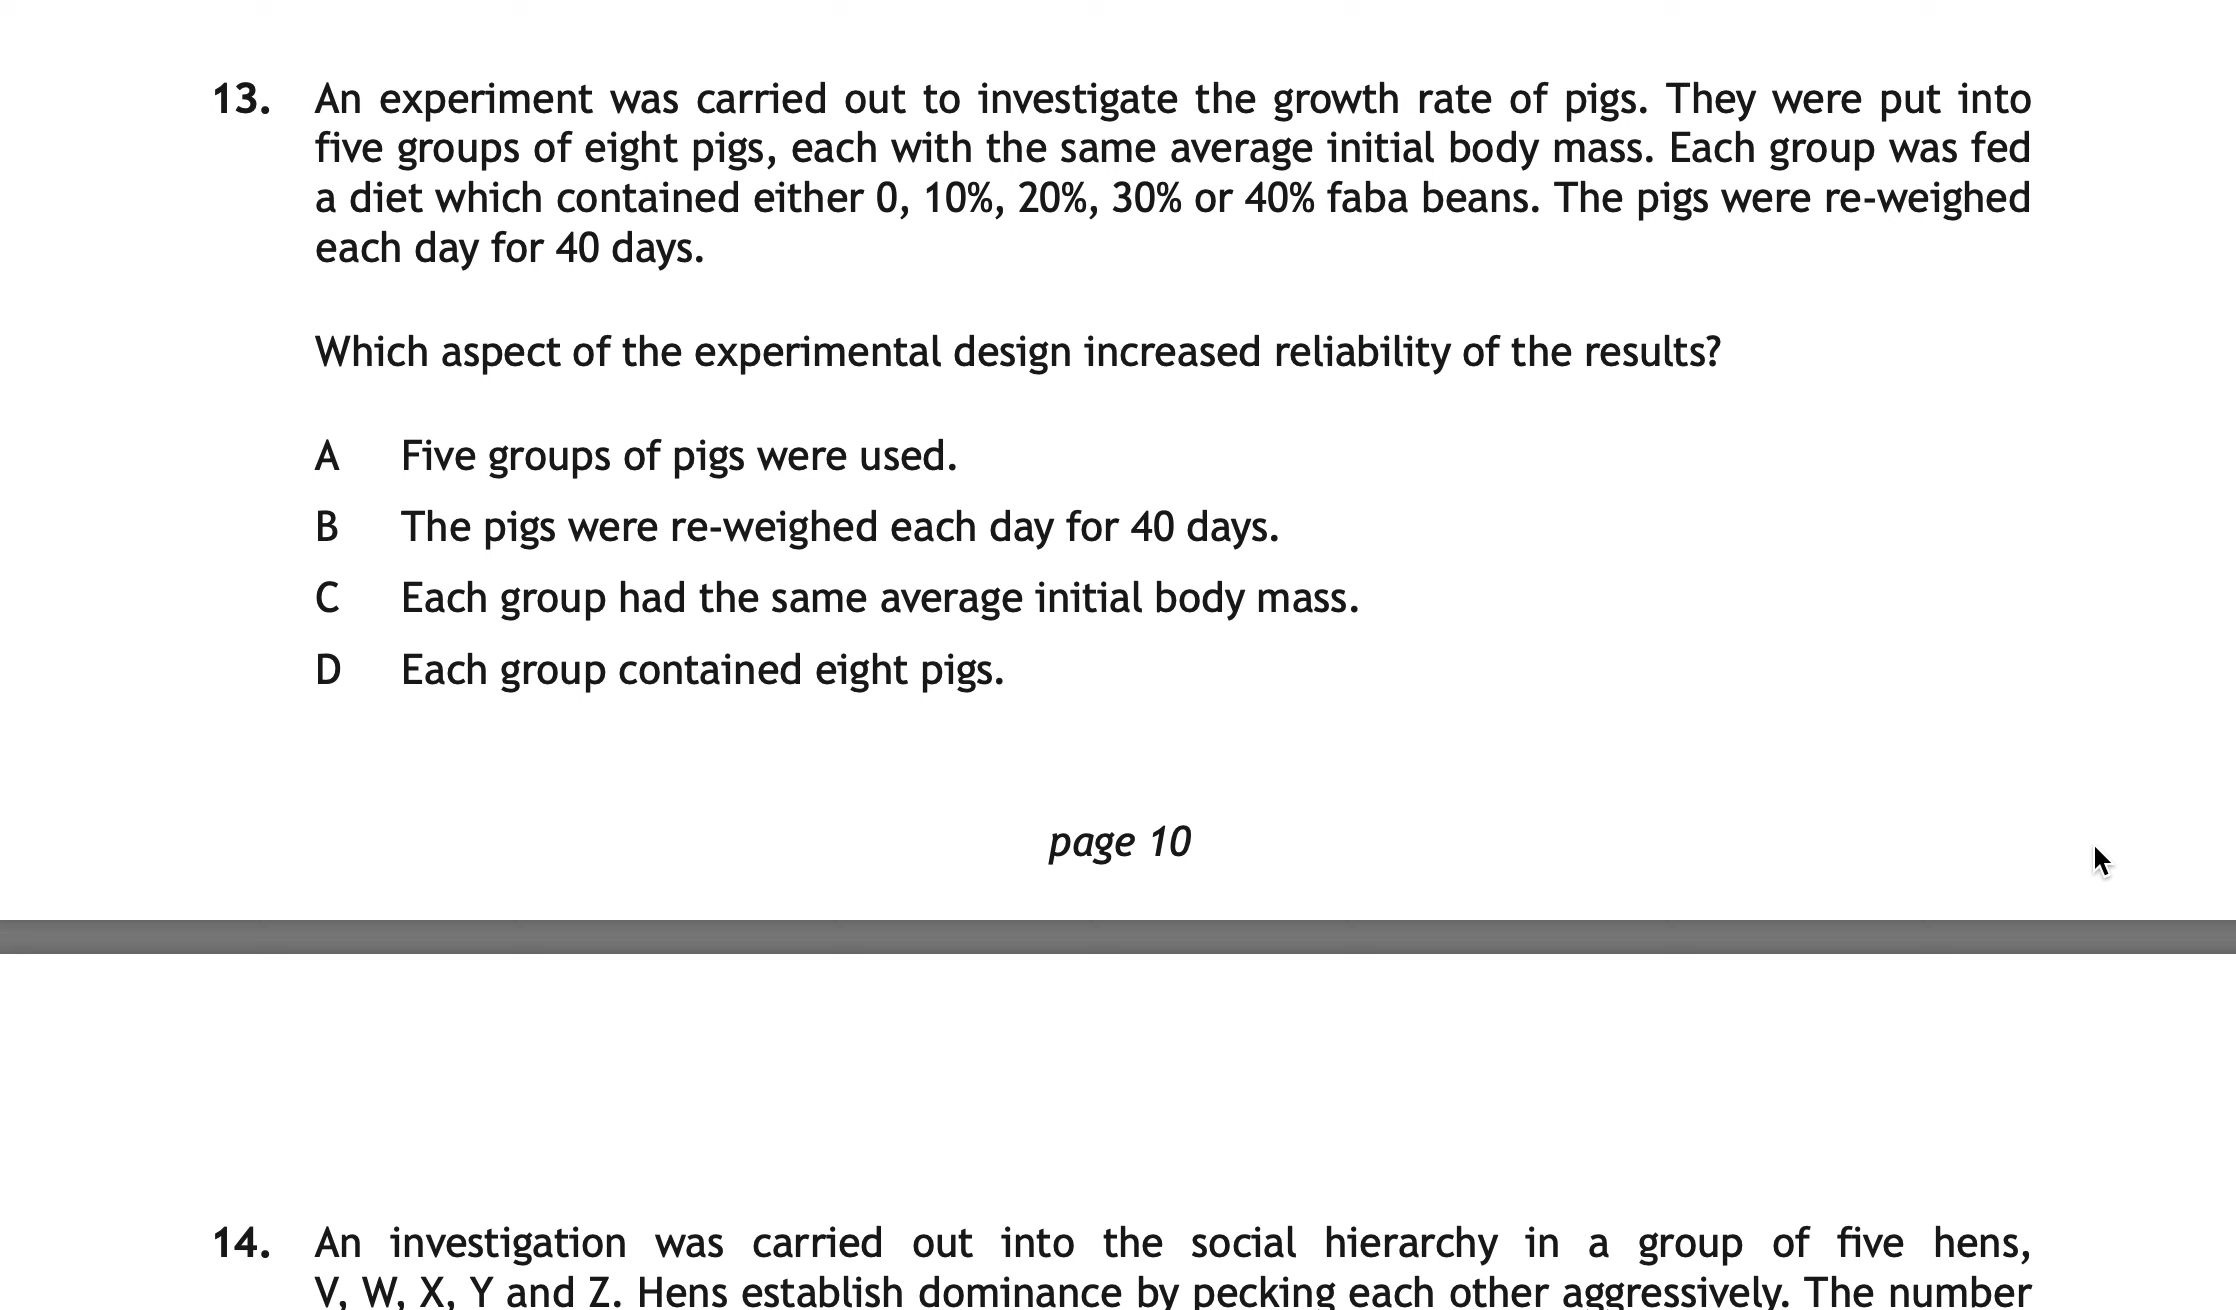 13. An experiment was carried out to investigate the growth rate of pigs. They were put into
five groups of eight pigs, each with the same average initial body mass. Each group was fed
a diet which contained either 0, 10%, 20%, 30% or 40% faba beans. The pigs were re-weighed
each day for 40 days.
Which aspect of the experimental design increased reliability of the results?
A Five groups of pigs were used.
B The pigs were re-weighed each day for 40 days.
C Each group had the same average initial body mass.
D Each group contained eight pigs.
page 10
14. An investigation was carried out into the social hierarchy in a group of five hens,
V, W, X, Y and Z. Hens establish dominance by pecking each other aggressively. The number